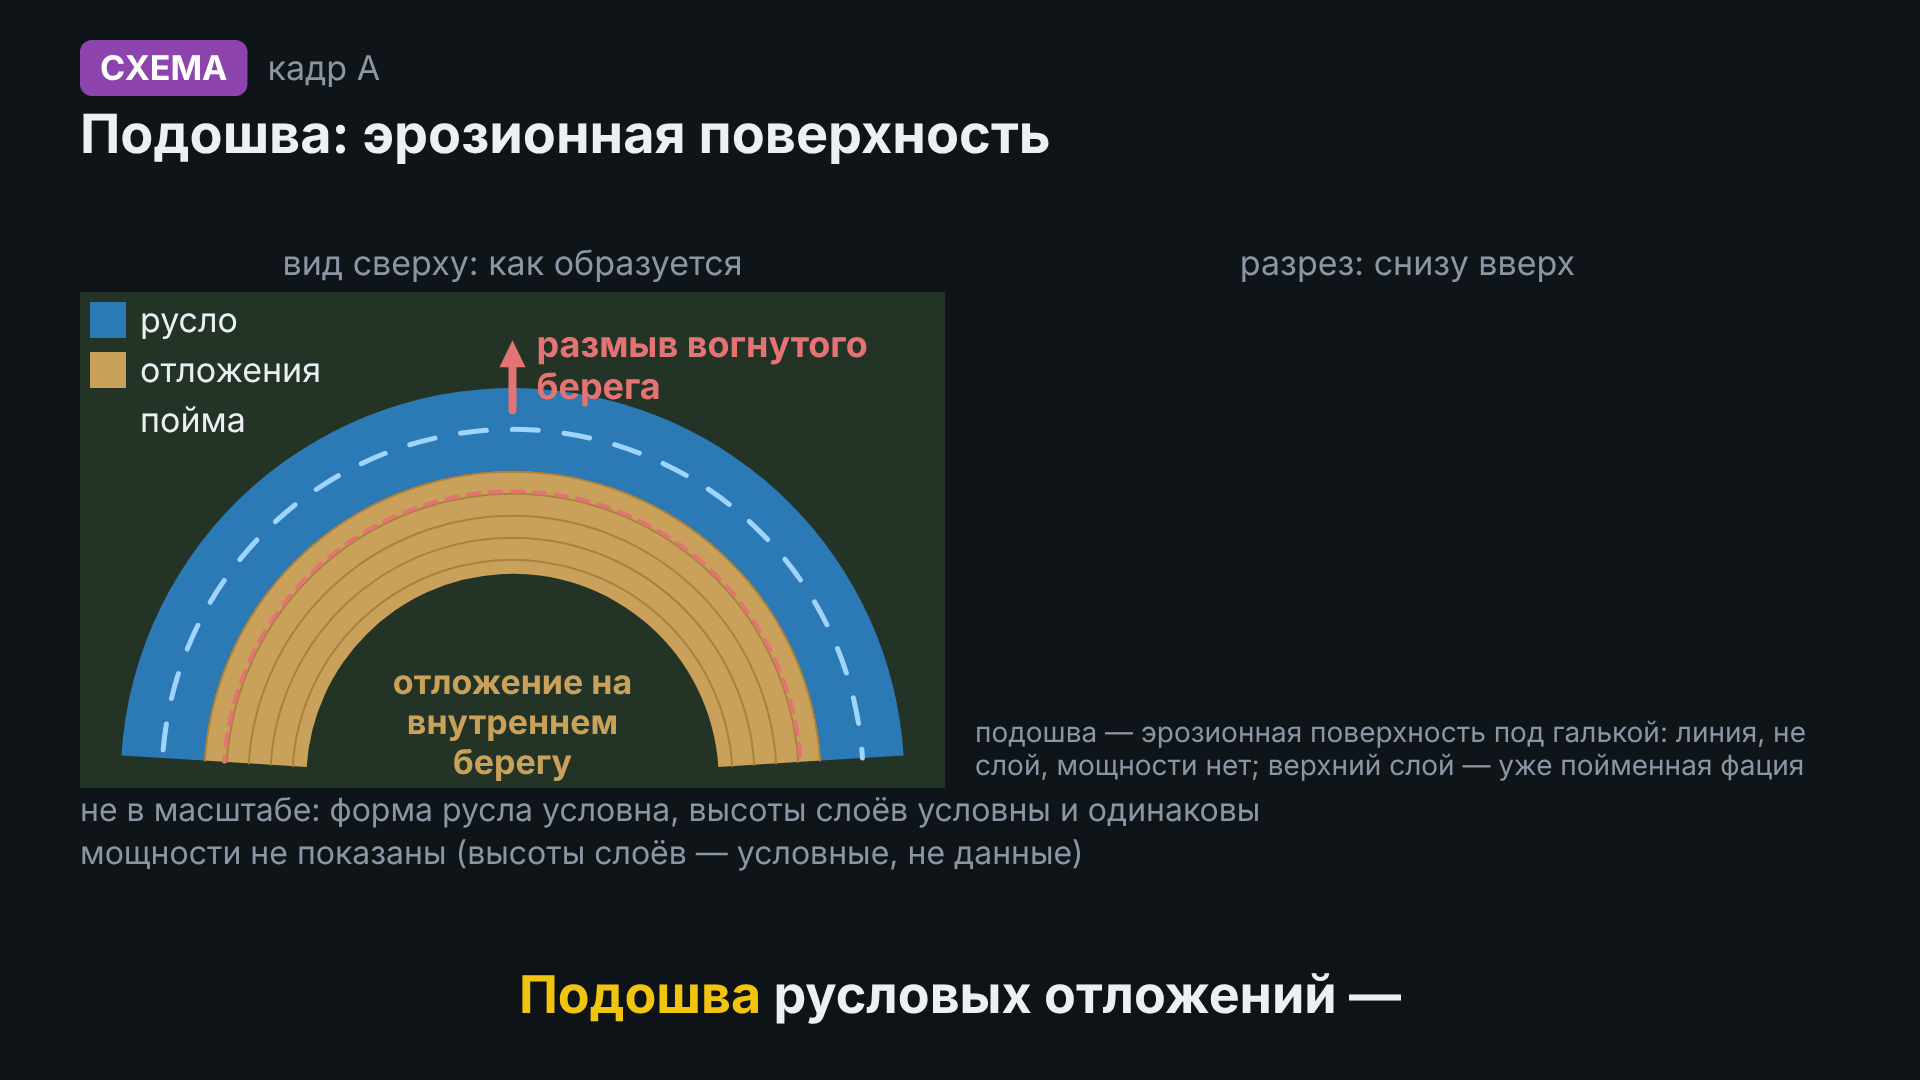 СХЕМА кадр А
Подошва: эрозионная поверхность
вид сверху: как образуется
разрез: снизу вверх
русло
отложения
пойма
размыв вогнутого
берега
отложение на
внутреннем
берегу
подошва — эрозионная поверхность под галькой: линия, не
слой, мощности нет; верхний слой — уже пойменная фация
не в масштабе: форма русла условна, высоты слоёв условны и одинаковы
мощности не показаны (высоты слоёв — условные, не данные)
Подошва русловых отложений —